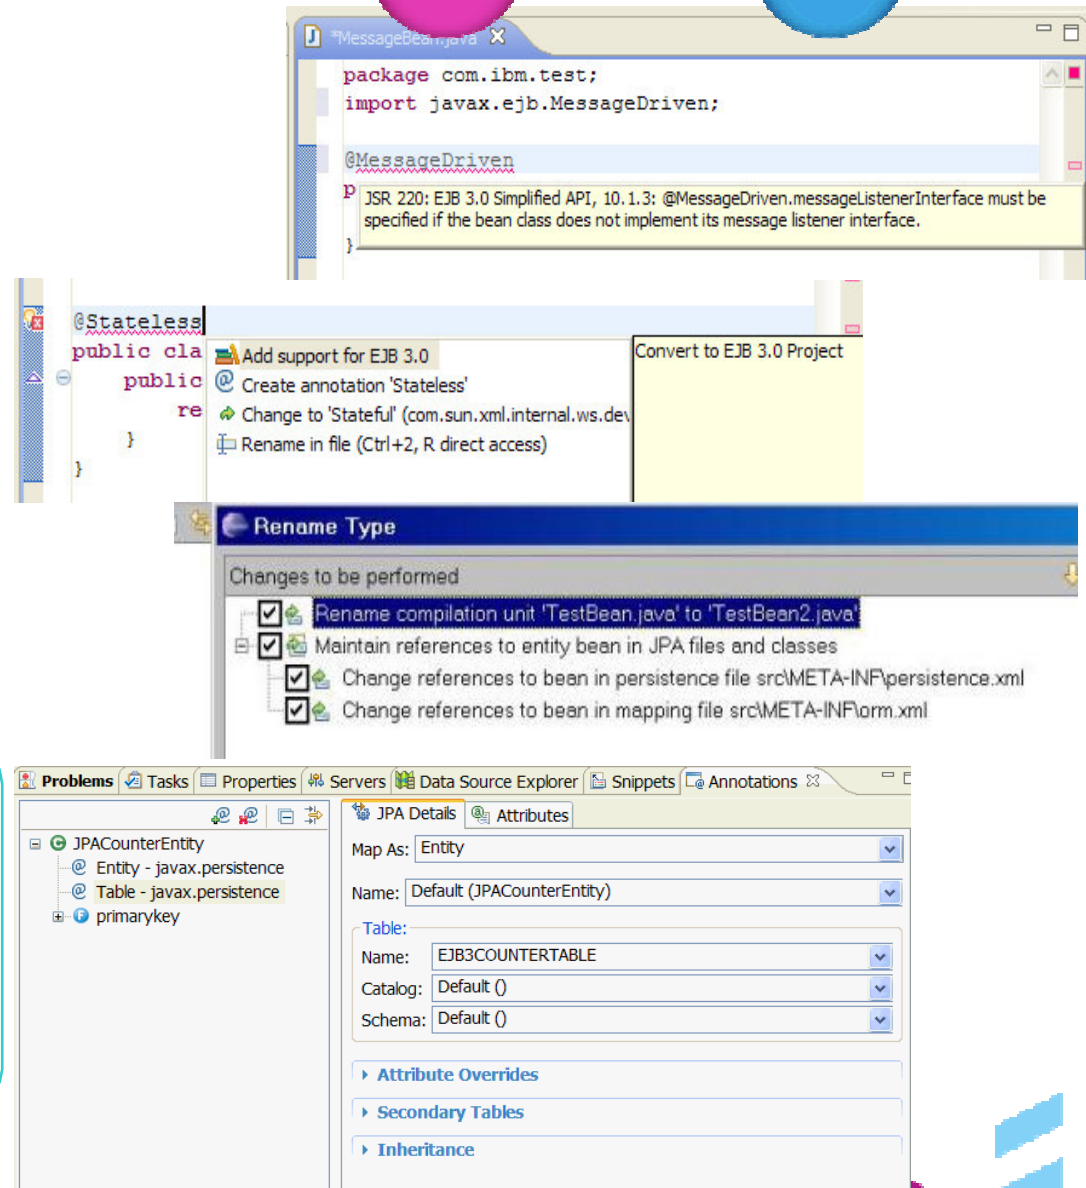 *MessageBean.java
package com.ibm.test;
import javax.ejb.MessageDriven;
@MessageDriven
p
JSR 220: EJB 3.0 Simplified API, 10.1.3: @MessageDriven.messageListenerInterface must be
specified if the bean class does not implement its message listener interface.
}
@Stateless
public cla
public
re
}
}
Add support for EJB 3.0
Create annotation 'Stateless'
Change to 'Stateful' (com.sun.xml.internal.ws.dev
Rename in file (Ctrl+2, R direct access)
Convert to EJB 3.0 Project
Rename Type
Changes to be performed
Rename compilation unit 'TestBean.java' to 'TestBean2.java'
Maintain references to entity bean in JPA files and classes
Change references to bean in persistence file src\META-INF\persistence.xml
Change references to bean in mapping file src\META-INF\orm.xml
Problems Tasks Properties Servers Data Source Explorer Snippets Annotations
JPACounterEntity
Entity - javax.persistence
Table - javax.persistence
primarykey
JPA Details Attributes
Map As: Entity
Name: Default (JPACounterEntity)
Table:
Name: EJB3COUNTERTABLE
Catalog: Default ()
Schema: Default ()
Attribute Overrides
Secondary Tables
Inheritance